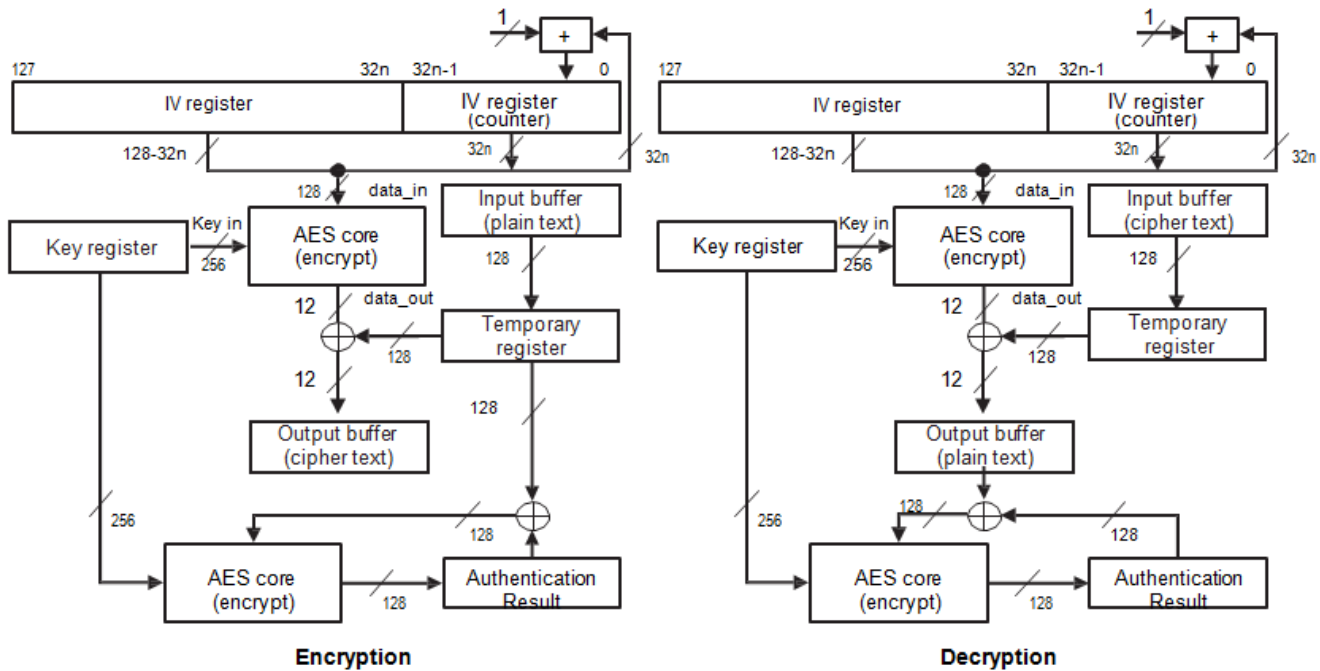 1
+
127
32n
32n-1
0
IV register
IV register
(counter)
128-32n
32n
32n
128
data_in
Input buffer
(plain text)
Key in
Key register
256
AES core
(encrypt)
128
12
data_out
Temporary
register
128
12
128
Output buffer
(cipher text)
256
128
AES core
(encrypt)
128
Authentication
Result
Encryption
1
+
127
32n
32n-1
0
IV register
IV register
(counter)
128-32n
32n
32n
128
data_in
Input buffer
(cipher text)
Key in
Key register
256
AES core
(encrypt)
128
12
data_out
Temporary
register
128
12
Output buffer
(plain text)
128
256
128
AES core
(encrypt)
128
Authentication
Result
Decryption